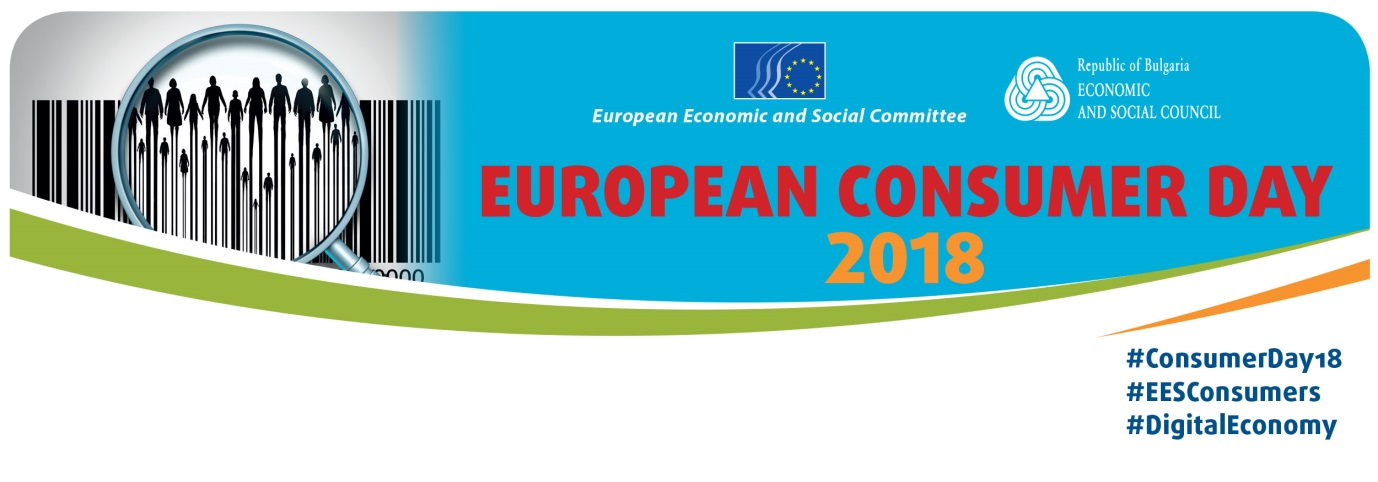 European Economic and Social Committee
Republic of Bulgaria
ECONOMIC
AND SOCIAL COUNCIL
EUROPEAN CONSUMER DAY
2018
#ConsumerDay18
#EESConsumers
#DigitalEconomy